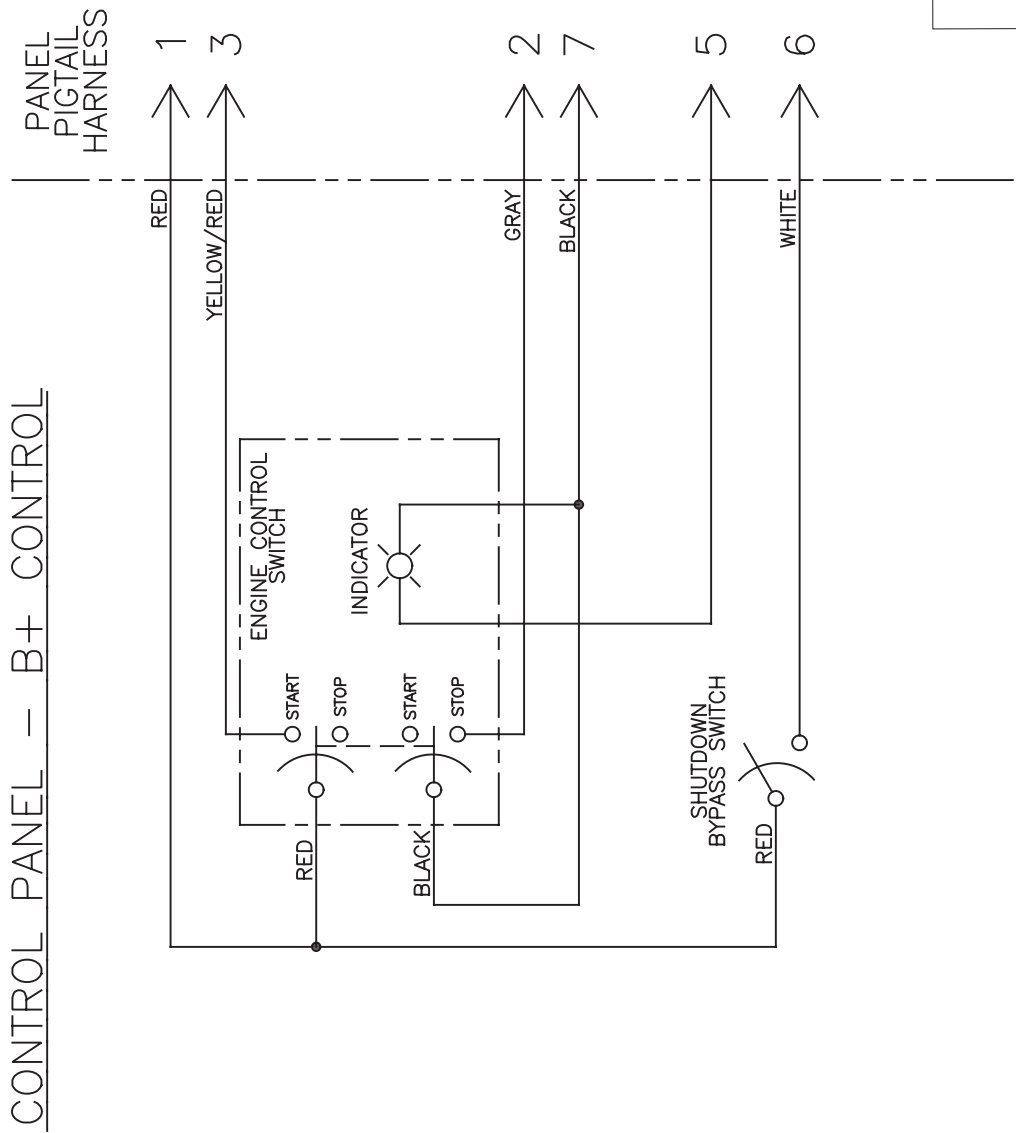 CONTROL PANEL — B+ CONTROL
PANEL
PIGTAIL
HARNESS
1
3
2
7
5
6
RED
YELLOW/RED
GRAY
BLACK
WHITE
ENGINE CONTROL
SWITCH
INDICATOR
START
STOP
START
STOP
RED
BLACK
SHUTDOWN
BYPASS SWITCH
RED